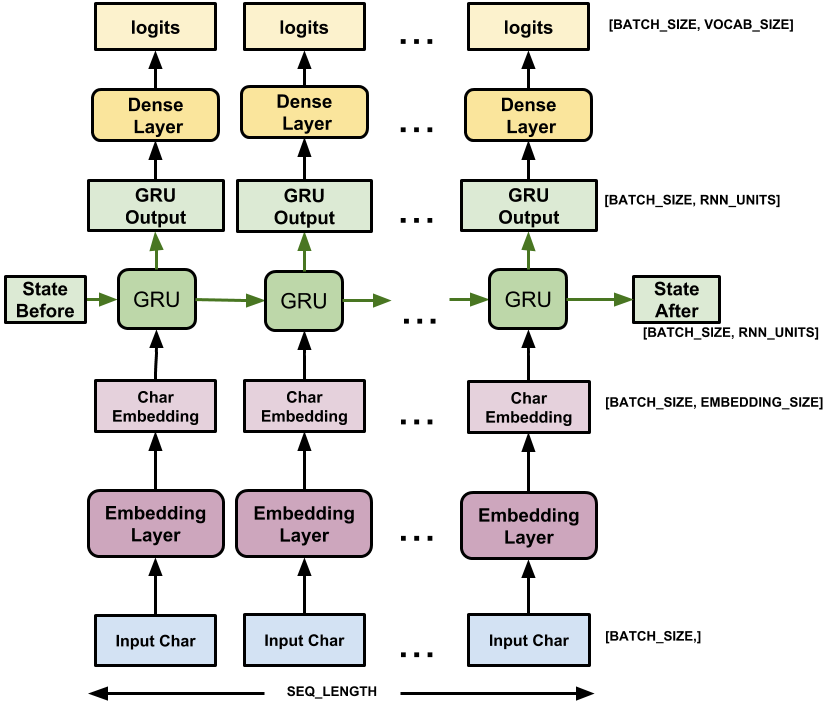 logits
logits
...
logits
[BATCH_SIZE, VOCAB_SIZE]
Dense
Layer
Dense
Layer
...
Dense
Layer
GRU
Output
GRU
Output
...
GRU
Output
[BATCH_SIZE, RNN_UNITS]
State
Before
GRU
GRU
...
GRU
State
After
[BATCH_SIZE, RNN_UNITS]
Char
Embedding
Char
Embedding
...
Char
Embedding
[BATCH_SIZE, EMBEDDING_SIZE]
Embedding
Layer
Embedding
Layer
...
Embedding
Layer
Input Char
Input Char
...
Input Char
[BATCH_SIZE,]
SEQ_LENGTH